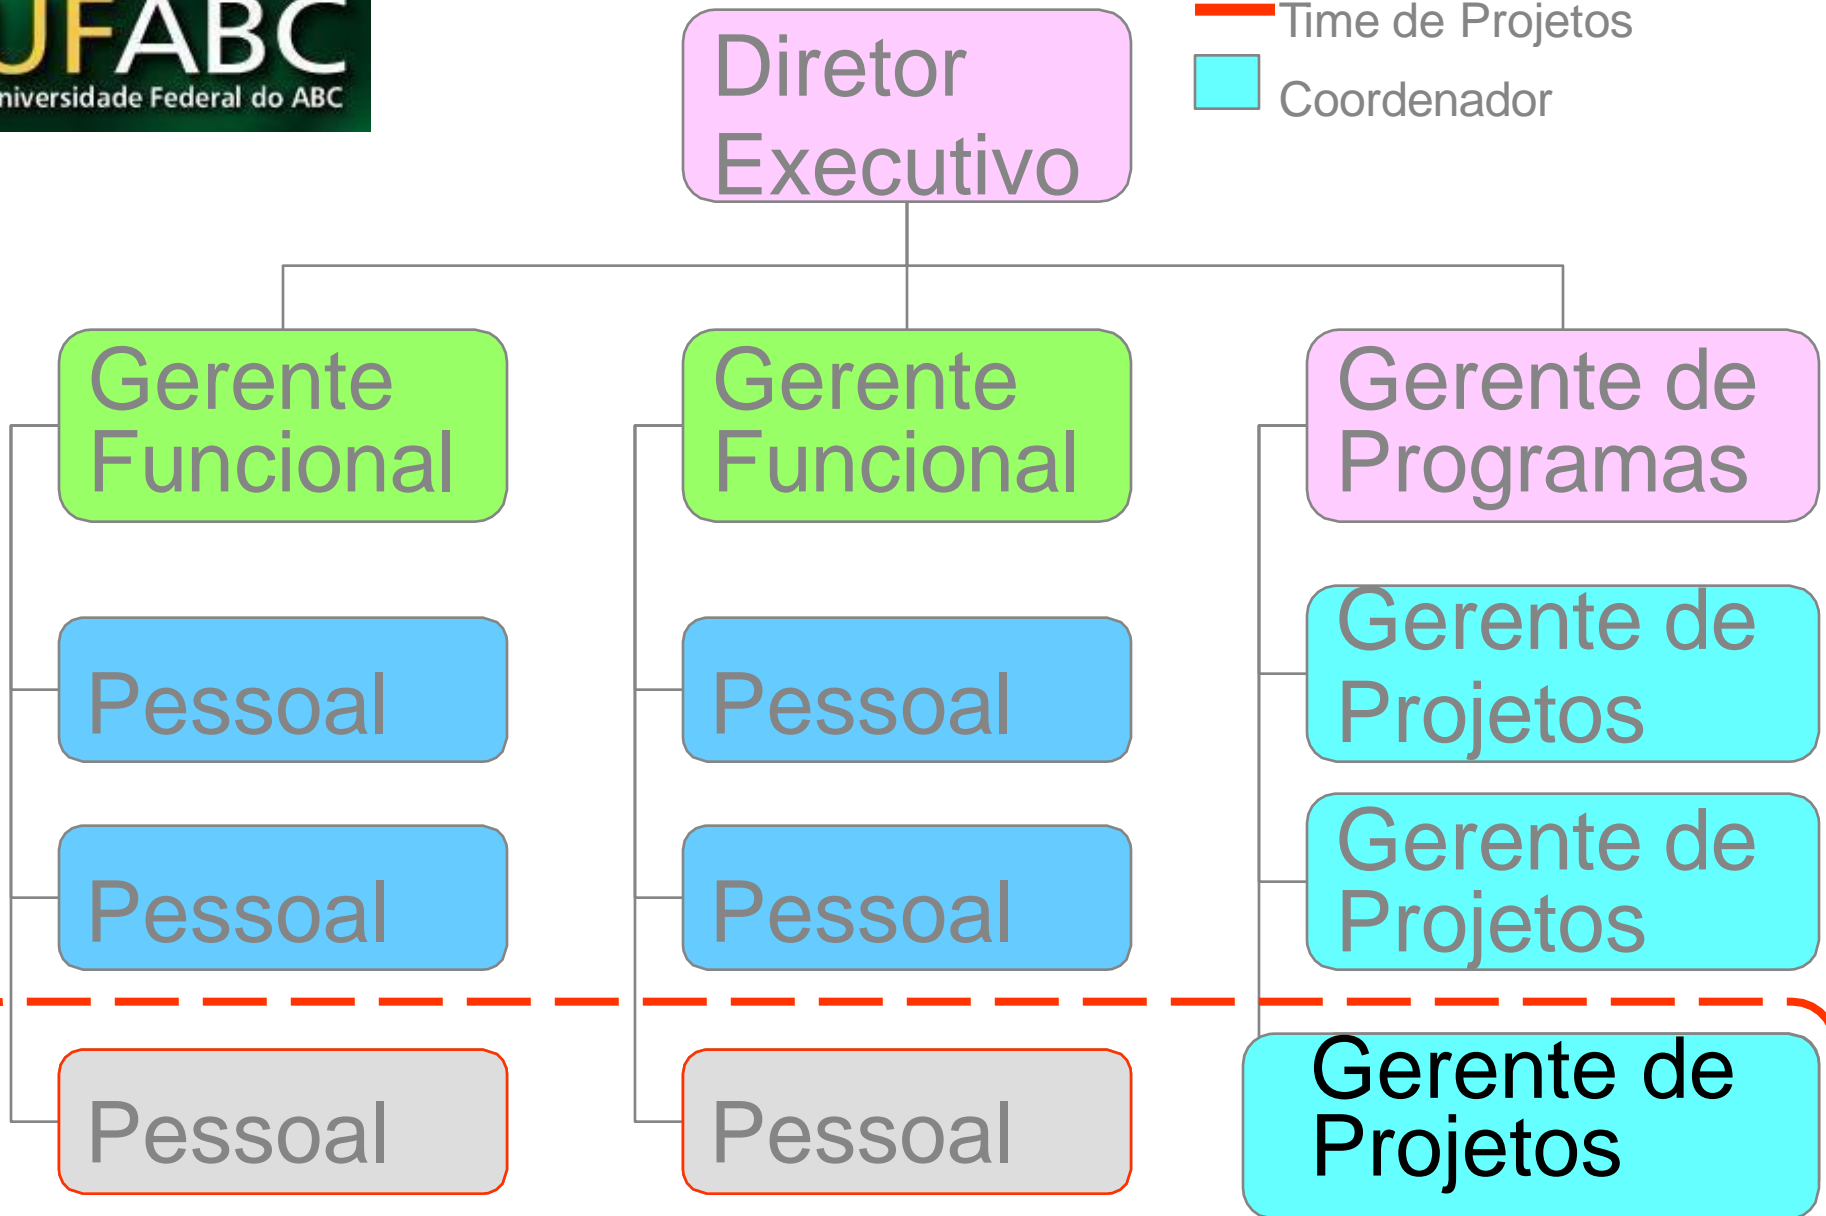 UFABC
niversidade Federal do ABC
Time de Projetos
Coordenador
Diretor
Executivo
Gerente
Funcional
Gerente
Funcional
Gerente de
Programas
Pessoal
Pessoal
Gerente de
Projetos
Pessoal
Pessoal
Gerente de
Projetos
Pessoal
Pessoal
Gerente de
Projetos